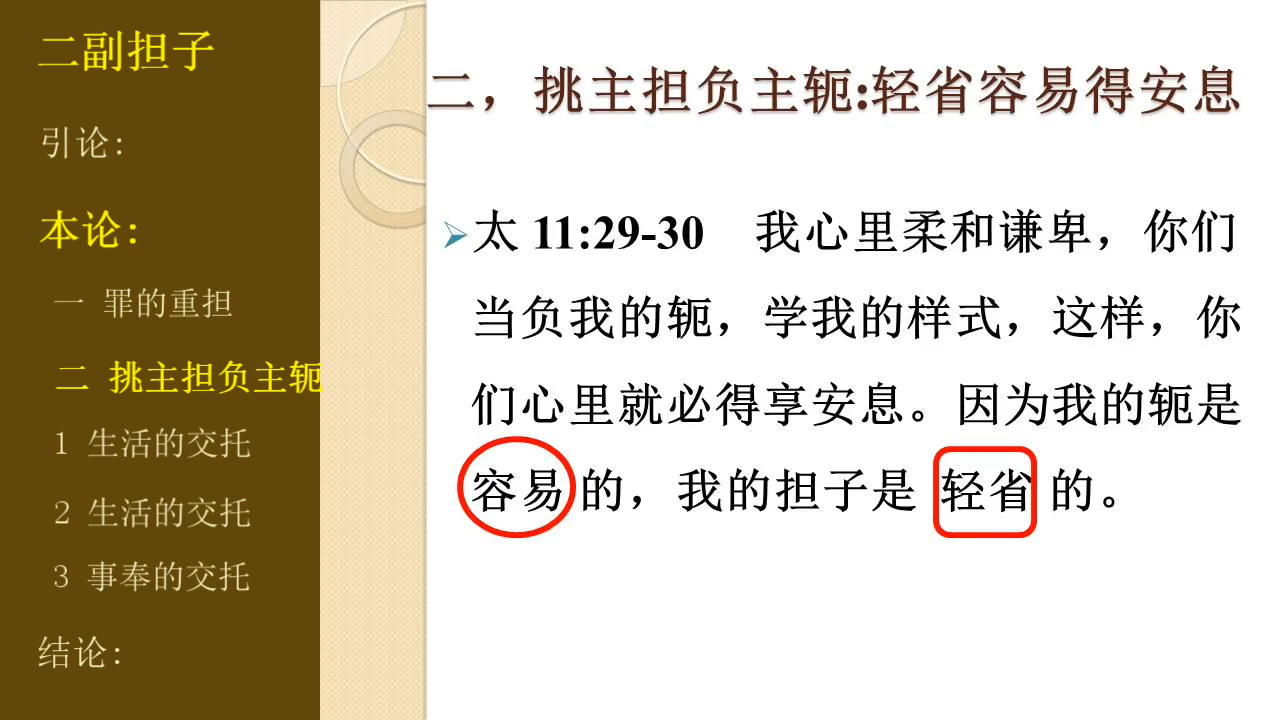 二副担子
引论:
本论:
一 罪的重担
二 挑主担负主轭
1 生活的交托
2 生活的交托
3 事奉的交托
结论:
二，挑主担负主轭:轻省容易得安息
太 11:29-30 我心里柔和谦卑，你们
当负我的轭，学我的样式，这样，你
们心里就必得享安息。因为我的轭是
容易 的，我的担子是 轻省 的。